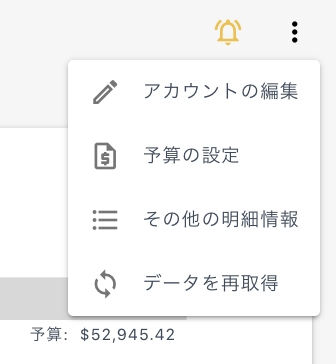 アカウントの編集
予算の設定
その他の明細情報
データを再取得
予算: $52,945.42